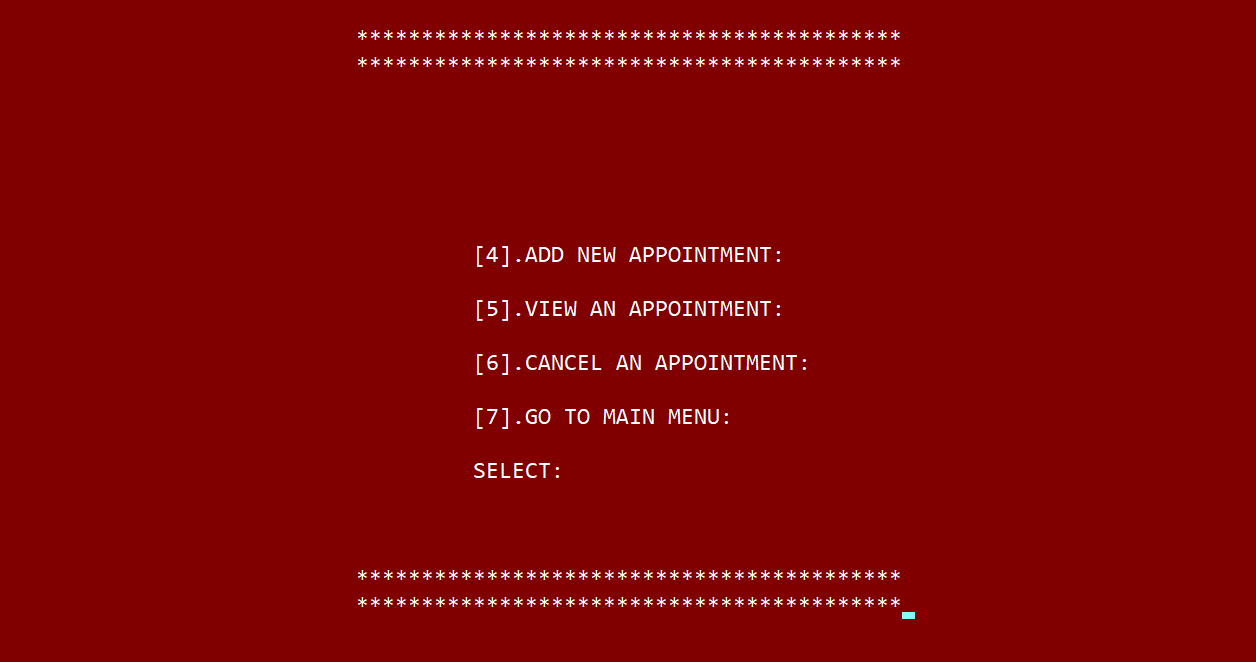 ******************************************
******************************************
[4].ADD NEW APPOINTMENT:
[5].VIEW AN APPOINTMENT:
[6].CANCEL AN APPOINTMENT:
[7].GO TO MAIN MENU:
SELECT:
******************************************
******************************************